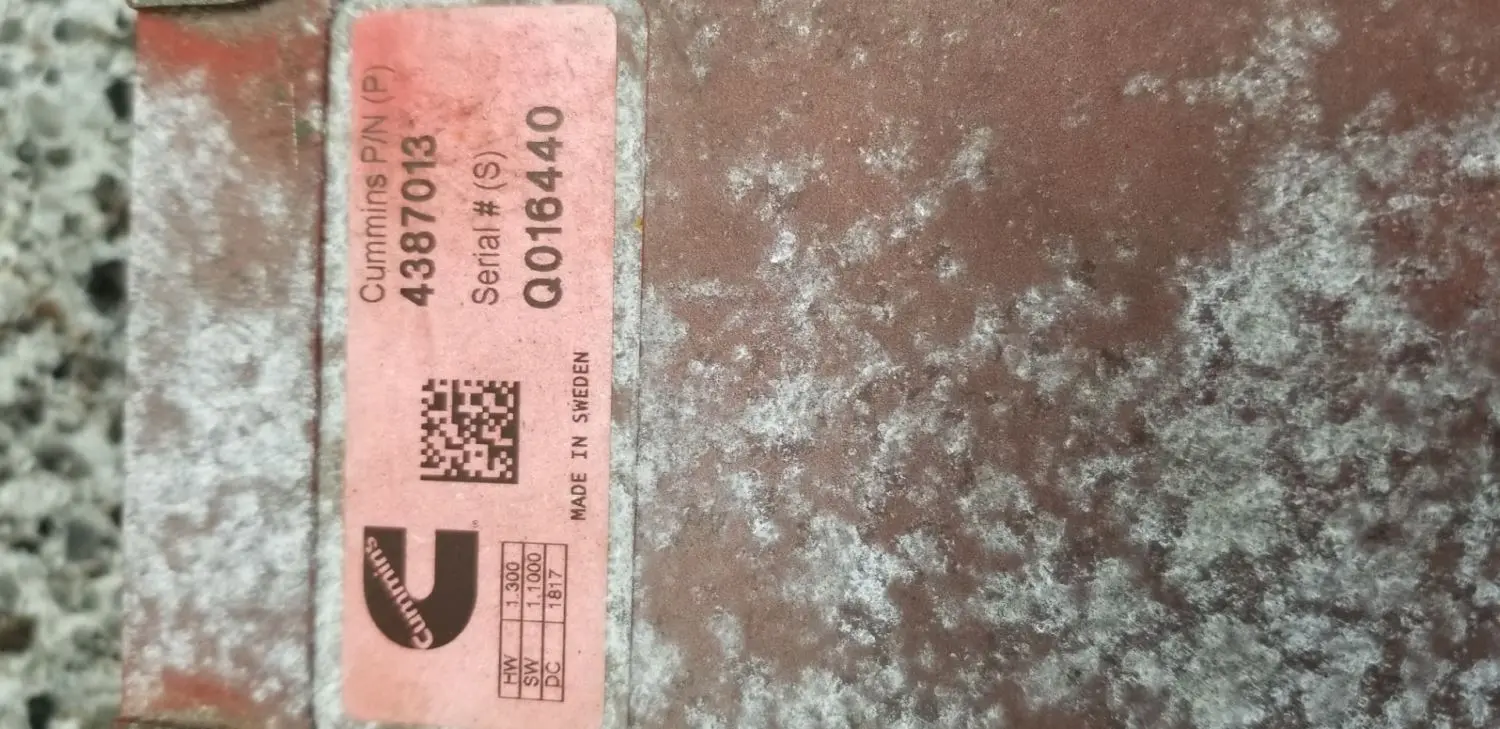 Cummins P/N (P)
4387013
Serial # (S)
Q016440
MADE IN SWEDEN
Cummins
HW 1.300
SW 1.1000
DC 1817